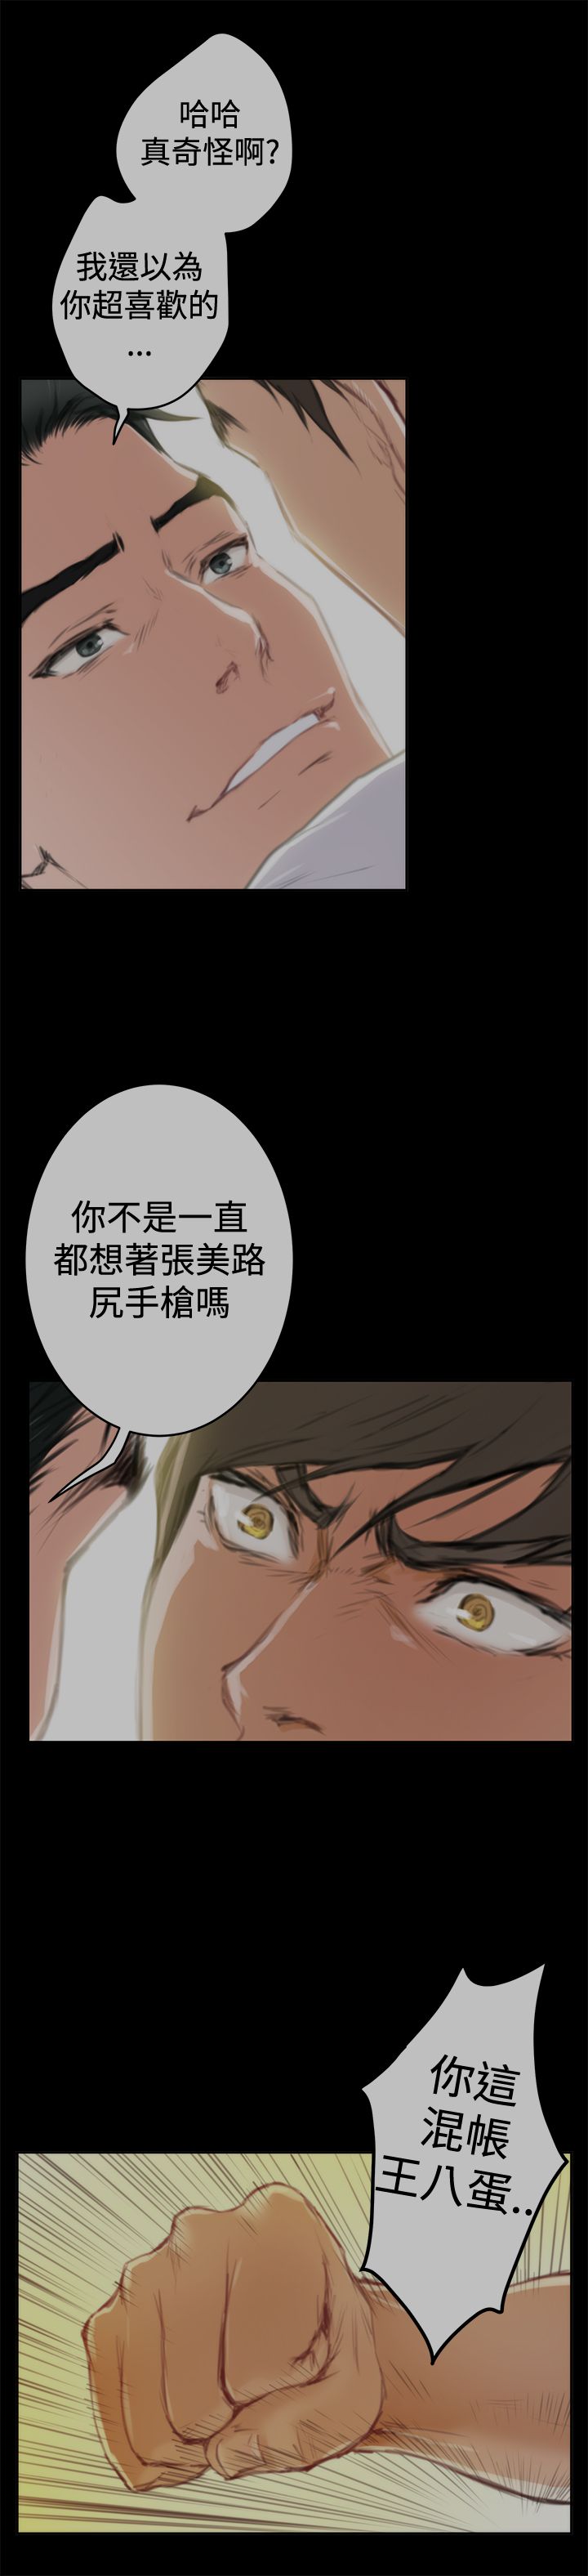 哈哈
真奇怪啊?
我還以為
你超喜歡的
...
你不是一直
都想著張美路
尻手槍嗎
你這
混帳
王八蛋..